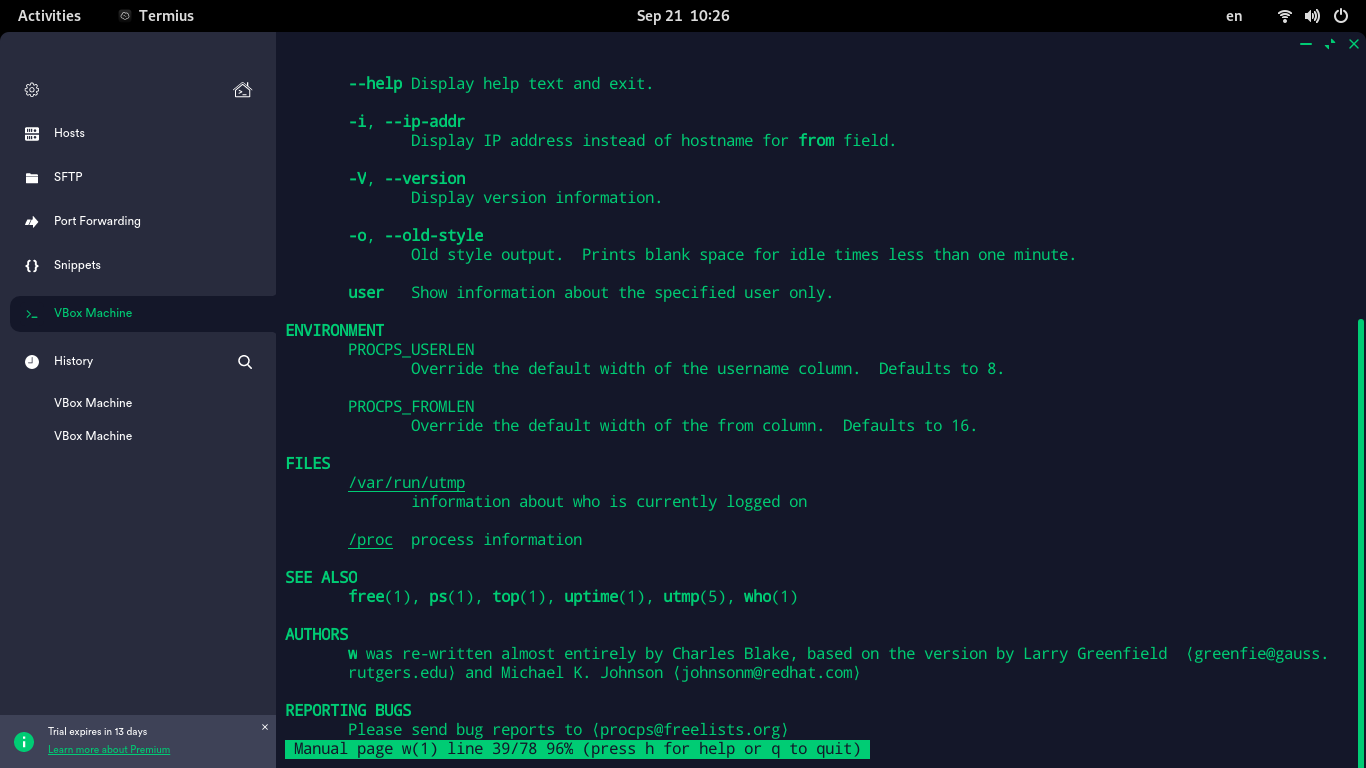 Activities
Termius
Sep 21 10:26
en
Hosts
SFTP
Port Forwarding
Snippets
VBox Machine
History
VBox Machine
VBox Machine
Trial expires in 13 days
Learn more about Premium
--help Display help text and exit.
-i, --ip-addr
Display IP address instead of hostname for from field.
-V, --version
Display version information.
-o, --old-style
Old style output.  Prints blank space for idle times less than one minute.
user   Show information about the specified user only.
ENVIRONMENT
PROCPS_USERLEN
Override the default width of the username column.  Defaults to 8.
PROCPS_FROMLEN
Override the default width of the from column.  Defaults to 16.
FILES
/var/run/utmp
information about who is currently logged on
/proc  process information
SEE ALSO
free(1), ps(1), top(1), uptime(1), utmp(5), who(1)
AUTHORS
w was re-written almost entirely by Charles Blake, based on the version by Larry Greenfield  ⟨greenfie@gauss.
rutgers.edu⟩ and Michael K. Johnson ⟨johnsonm@redhat.com⟩
REPORTING BUGS
Please send bug reports to ⟨procps@freelists.org⟩
Manual page w(1) line 39/78 96% (press h for help or q to quit)